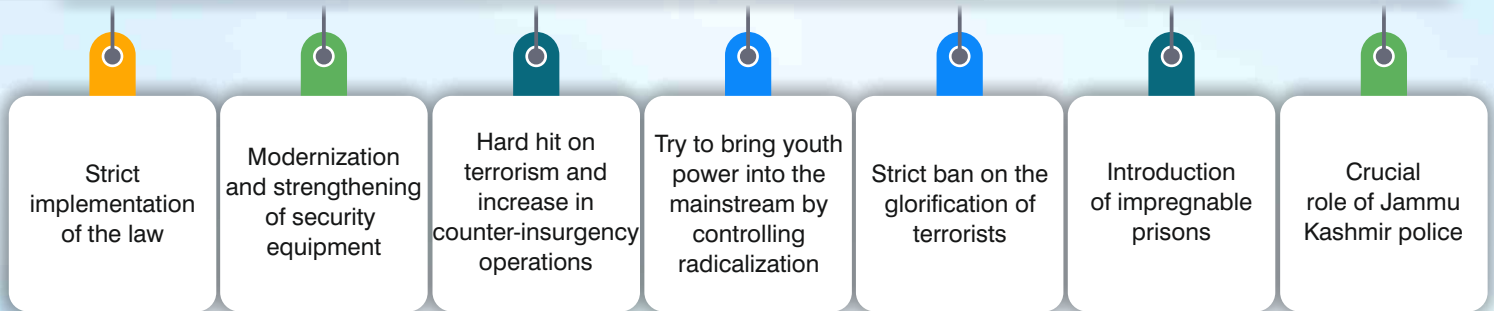 Strict
implementation
of the law
Modernization
and strengthening
of security
equipment
Hard hit on
terrorism and
increase in
counter-insurgency
operations
Try to bring youth
power into the
mainstream by
controlling
radicalization
Strict ban on the
glorification of
terrorists
Introduction
of impregnable
prisons
Crucial
role of Jammu
Kashmir police